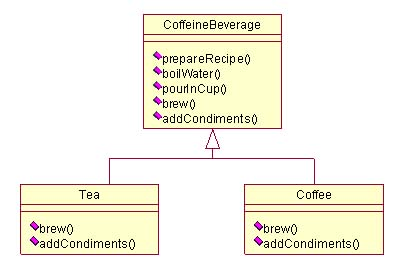 CoffeineBeverage
prepareRecipe()
boilWater()
pourInCup()
brew()
addCondiments()
Tea
brew()
addCondiments()
Coffee
brew()
addCondiments()